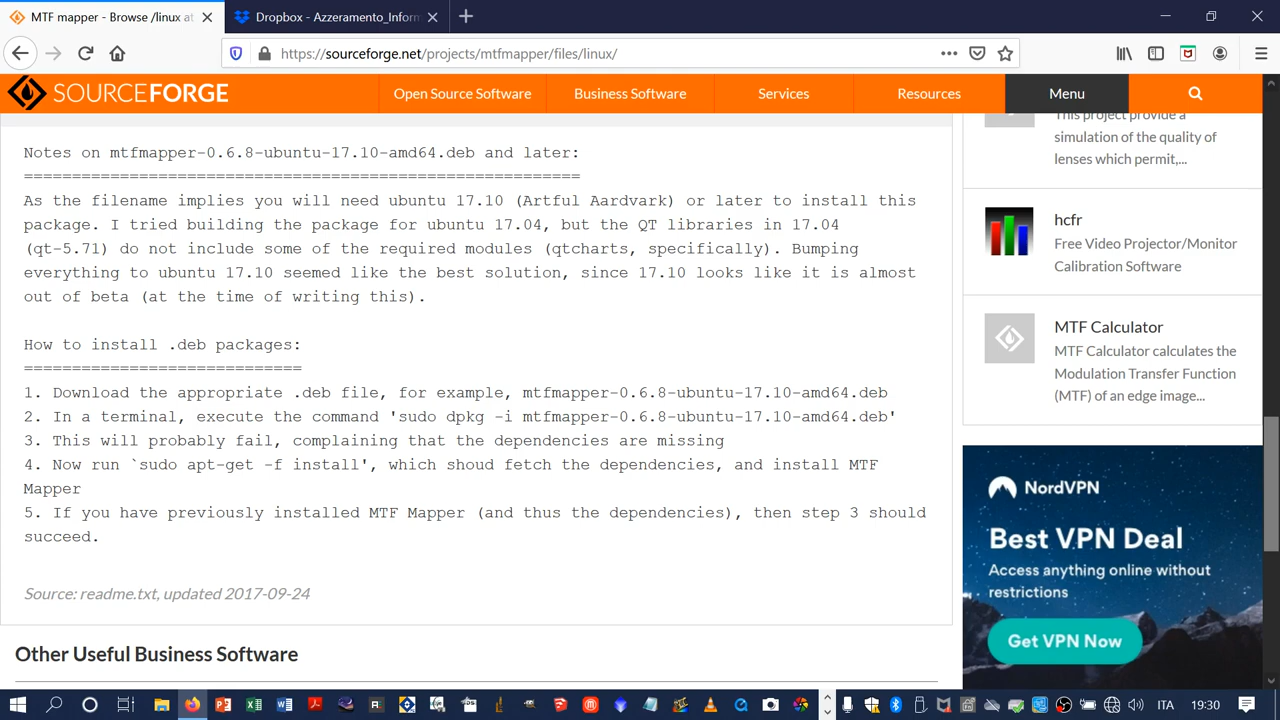 MTF mapper - Browse /linux at
Dropbox - Azzeramento_Inform
https://sourceforge.net/projects/mtfmapper/files/linux/
SOURCEFORGE
Open Source Software
Business Software
Services
Resources
Menu
Notes on mtfmapper-0.6.8-ubuntu-17.10-amd64.deb and later:
==========================================================
As the filename implies you will need ubuntu 17.10 (Artful Aardvark) or later to install this
package. I tried building the package for ubuntu 17.04, but the QT libraries in 17.04
(qt-5.71) do not include some of the required modules (qtcharts, specifically). Bumping
everything to ubuntu 17.10 seemed like the best solution, since 17.10 looks like it is almost
out of beta (at the time of writing this).
How to install .deb packages:
=============================
1. Download the appropriate .deb file, for example, mtfmapper-0.6.8-ubuntu-17.10-amd64.deb
2. In a terminal, execute the command 'sudo dpkg -i mtfmapper-0.6.8-ubuntu-17.10-amd64.deb'
3. This will probably fail, complaining that the dependencies are missing
4. Now run `sudo apt-get -f install', which shoud fetch the dependencies, and install MTF
Mapper
5. If you have previously installed MTF Mapper (and thus the dependencies), then step 3 should
succeed.
Source: readme.txt, updated 2017-09-24
Other Useful Business Software
This project provide a
simulation of the quality of
lenses which permit,...
hcfr
Free Video Projector/Monitor
Calibration Software
MTF Calculator
MTF Calculator calculates the
Modulation Transfer Function
(MTF) of an edge image...
NordVPN
Best VPN Deal
Access anything online without
restrictions
Get VPN Now
ITA
19:30